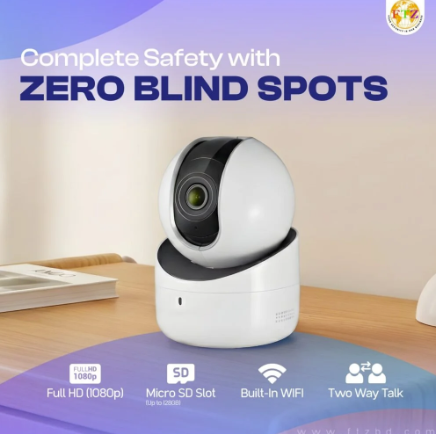 FTZ
Complete Safety with
ZERO BLIND SPOTS
FULL HD
1080p
SD
Full HD (1080p)
Micro SD Slot
Built-In WIFI
Two Way Talk